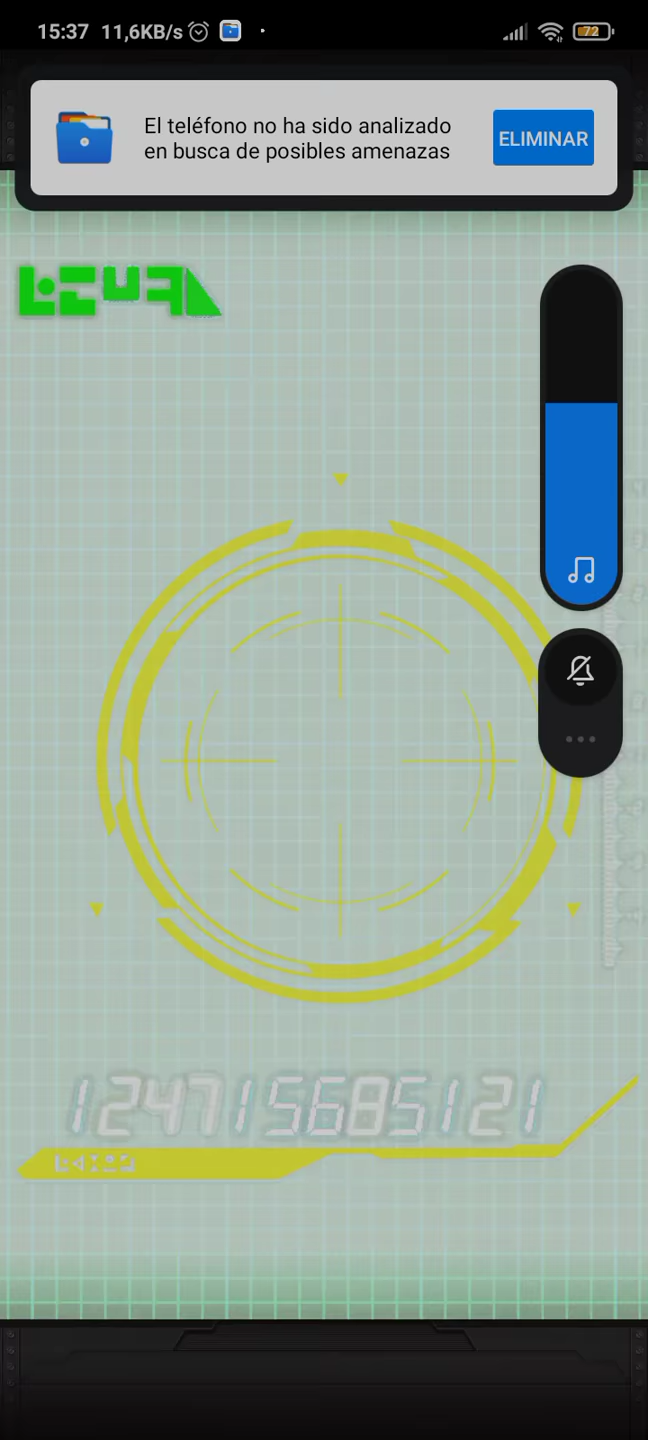 15:37 11,6KB/s 72
El teléfono no ha sido analizado
en busca de posibles amenazas
ELIMINAR
124715685121